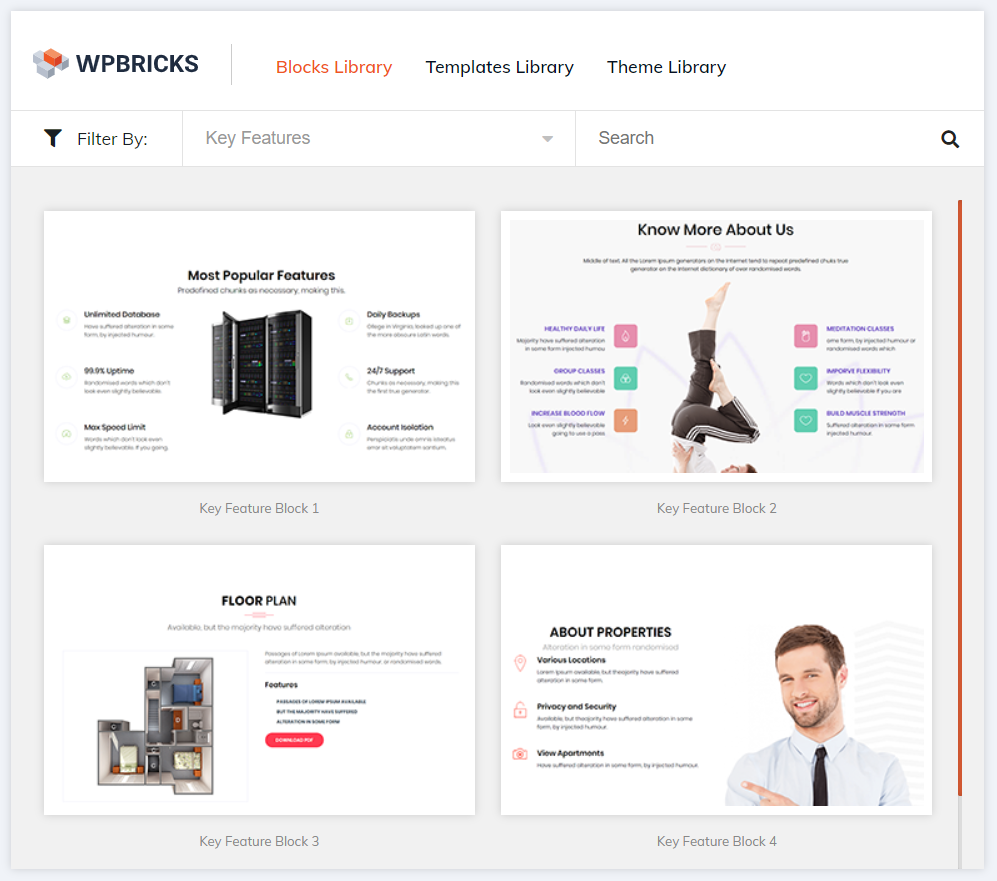 WPBRICKS
Blocks Library
Templates Library
Theme Library
Filter By:
Key Features
Search
Most Popular Features
Predefined chunks as necessary, making this.
Unlimited Database
Have suffered alteration in some
form, by injected humour.
99.9% Uptime
Randomised words which don't
look even slightly believable.
Max Speed Limit
Words which don't look even
slightly believable. If you going.
Daily Backups
College in Virginia, looked up one of
the more obscure Latin words.
24/7 Support
Chunks as necessary, making this
the first true generator.
Account Isolation
Perspiciatis unde omnis istedtus
error sit voluptatem santium.
Key Feature Block 1
Know More About Us
Middle of text. All the Lorem Ipsum generators on the Internet tend to repeat predefined chuks true
generator on the Internet dictionary of over randomised words.
HEALTHY DAILY LIFE
Majority have suffered alteration
in some form injected humou
GROUP CLASSES
Randomised words which don't
look even slightly believable
INCREASE BLOOD FLOW
Look even slightly believable
going to use a pass
MEDITATION CLASSES
ome form, by injected humour or
randomised words which
IMPORVE FLEXIBILITY
Words which don't look even
slightly believable if you are
BUILD MUSCLE STRENGTH
Suffered alteration in some form
injected humour.
Key Feature Block 2
FLOOR PLAN
Available, but the majority have suffered alteration
Passages of Lorem Ipsum available, but the majority have suffered
alteration in some form, by injected humour, or randomised words.
Features
PASSAGES OF LOREM IPSUM AVAILABLE
BUT THE MAJORITY HAVE SUFFERED
ALTERATION IN SOME FORM
DOWNLOAD PDF
Key Feature Block 3
ABOUT PROPERTIES
Alteration in some form randomised
Various Locations
Lorem Ipsum available, but theajority have suffered
alteration in some form.
Privacy and Security
Available, but theajority have suffered alteration in some
form, by injected humour.
View Apartments
Have suffered alteration in some form, by injected humour.
Key Feature Block 4